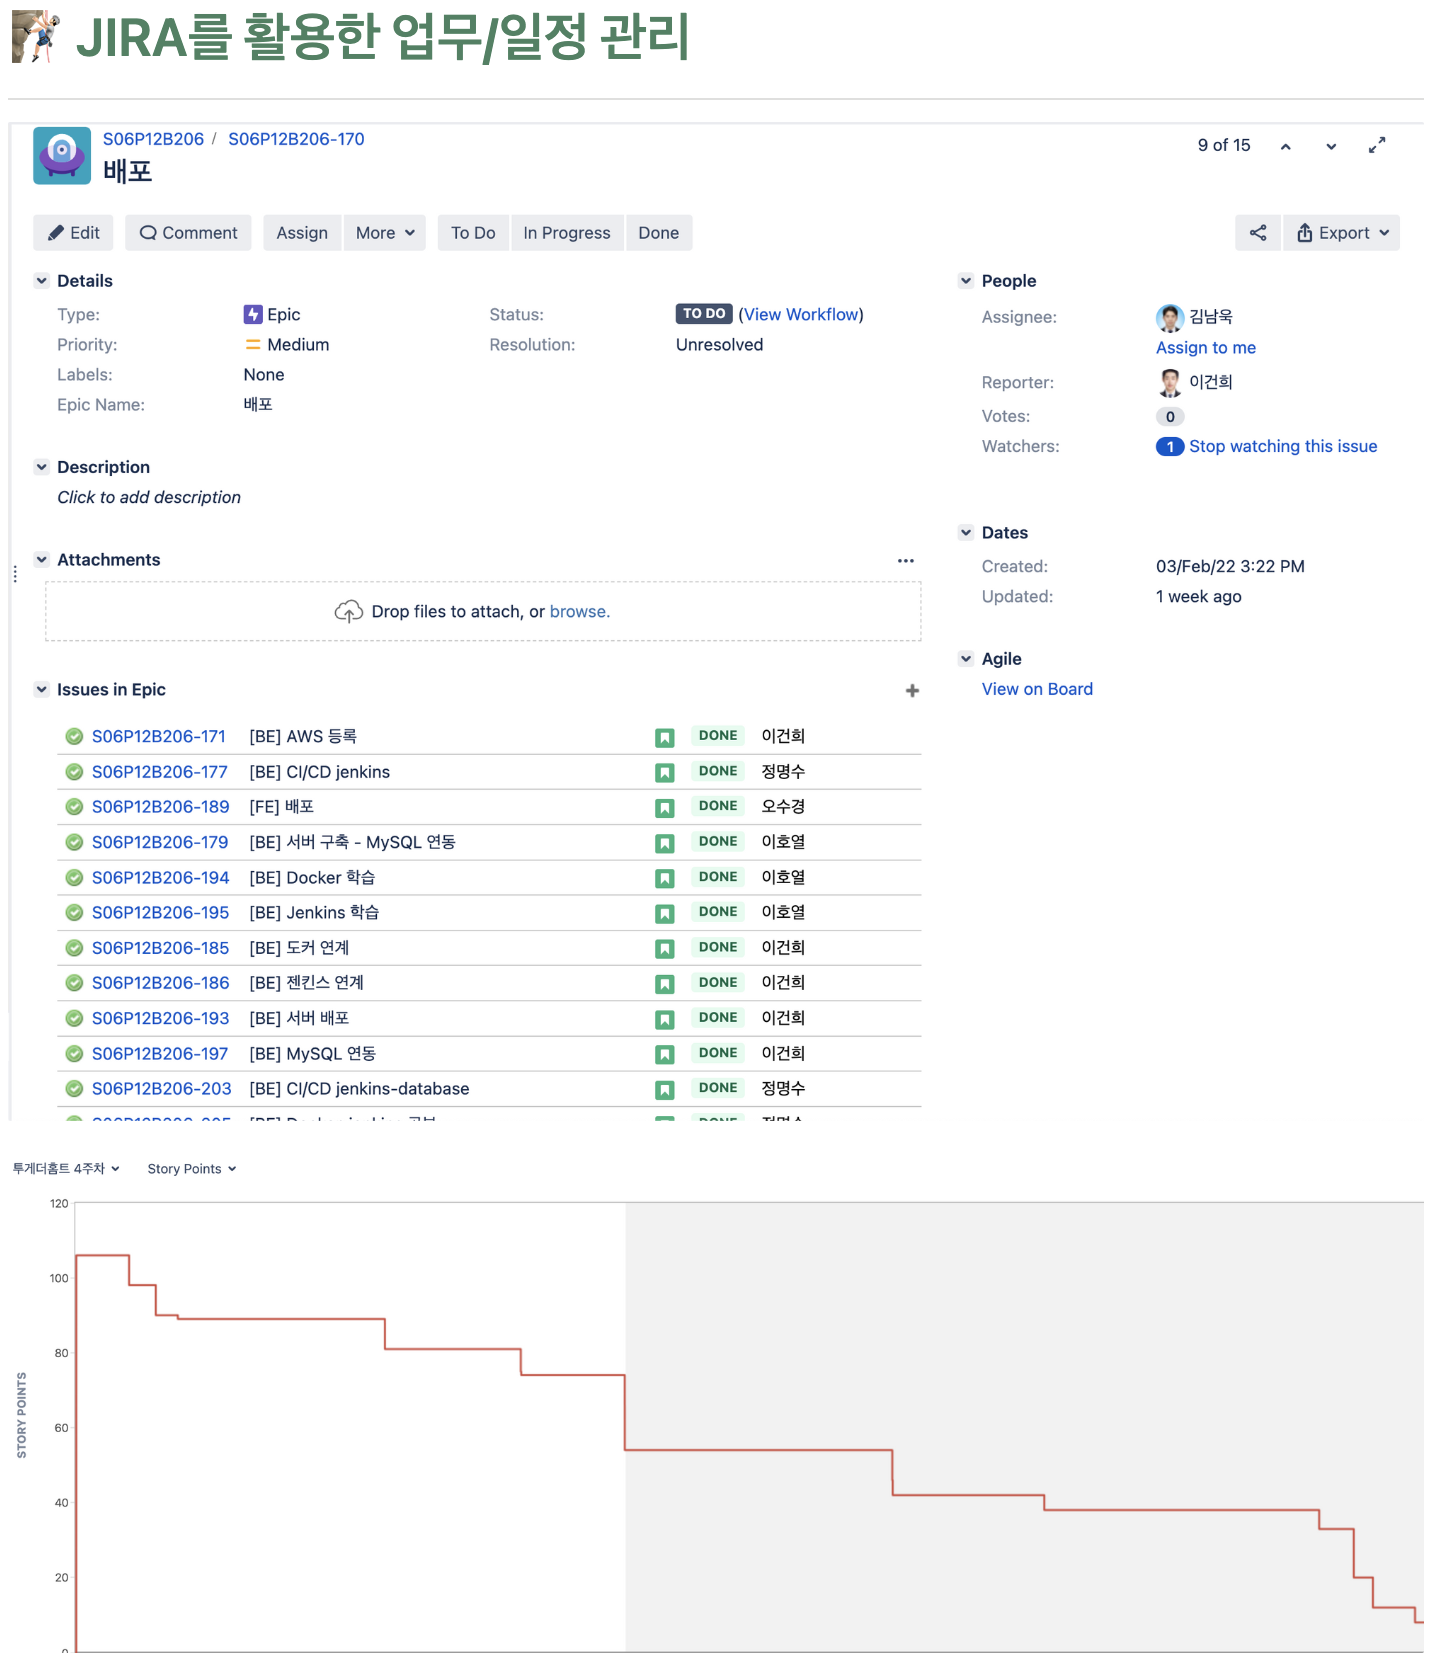 JIRA를 활용한 업무/일정 관리
S06P12B206 / S06P12B206-170
배포
9 of 15
Edit Comment Assign More To Do In Progress Done Export
Details
Type: Epic Status: TO DO (View Workflow)
Priority: Medium Resolution: Unresolved
Labels: None
Epic Name: 배포
Description
Click to add description
Attachments
Drop files to attach, or browse.
Issues in Epic
S06P12B206-171 [BE] AWS 등록 DONE 이건희
S06P12B206-177 [BE] CI/CD jenkins DONE 정명수
S06P12B206-189 [FE] 배포 DONE 오수경
S06P12B206-179 [BE] 서버 구축 - MySQL 연동 DONE 이호열
S06P12B206-194 [BE] Docker 학습 DONE 이호열
S06P12B206-195 [BE] Jenkins 학습 DONE 이호열
S06P12B206-185 [BE] 도커 연계 DONE 이건희
S06P12B206-186 [BE] 젠킨스 연계 DONE 이건희
S06P12B206-193 [BE] 서버 배포 DONE 이건희
S06P12B206-197 [BE] MySQL 연동 DONE 이건희
S06P12B206-203 [BE] CI/CD jenkins-database DONE 정명수
People
Assignee: 김남욱
Assign to me
Reporter: 이건희
Votes: 0
Watchers: 1 Stop watching this issue
Dates
Created: 03/Feb/22 3:22 PM
Updated: 1 week ago
Agile
View on Board
투게더홈트 4주차 Story Points
STORY POINTS
120
100
80
60
40
20
0